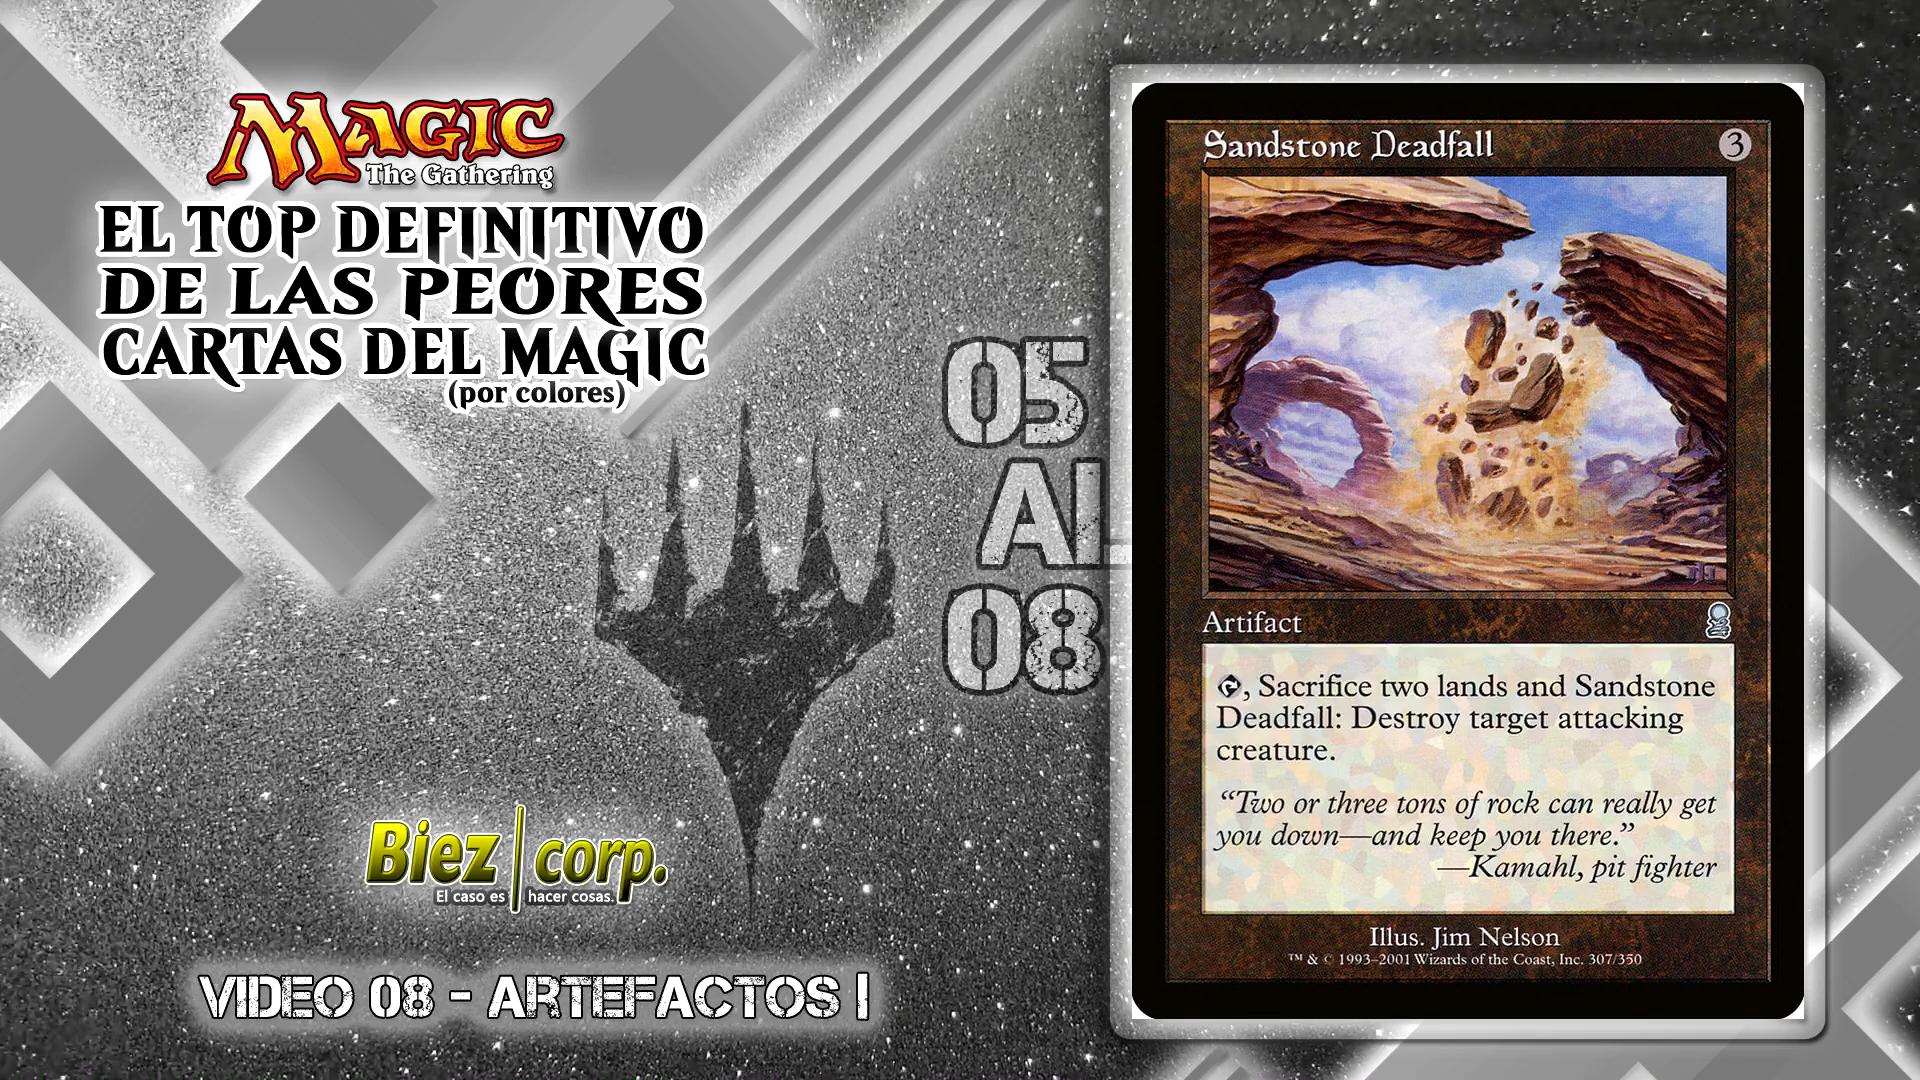 MAGIC
The Gathering
EL TOP DEFINITIVO
DE LAS PEORES
CARTAS DEL MAGIC
(por colores)
05
AL
08
Biez corp.
El caso es hacer cosas.
VIDEO 08 - ARTEFACTOS I
Sandstone Deadfall 3
Artifact
, Sacrifice two lands and Sandstone
Deadfall: Destroy target attacking
creature.
“Two or three tons of rock can really get
you down—and keep you there.”
—Kamahl, pit fighter
Illus. Jim Nelson
™ & © 1993–2001 Wizards of the Coast, Inc. 307/350